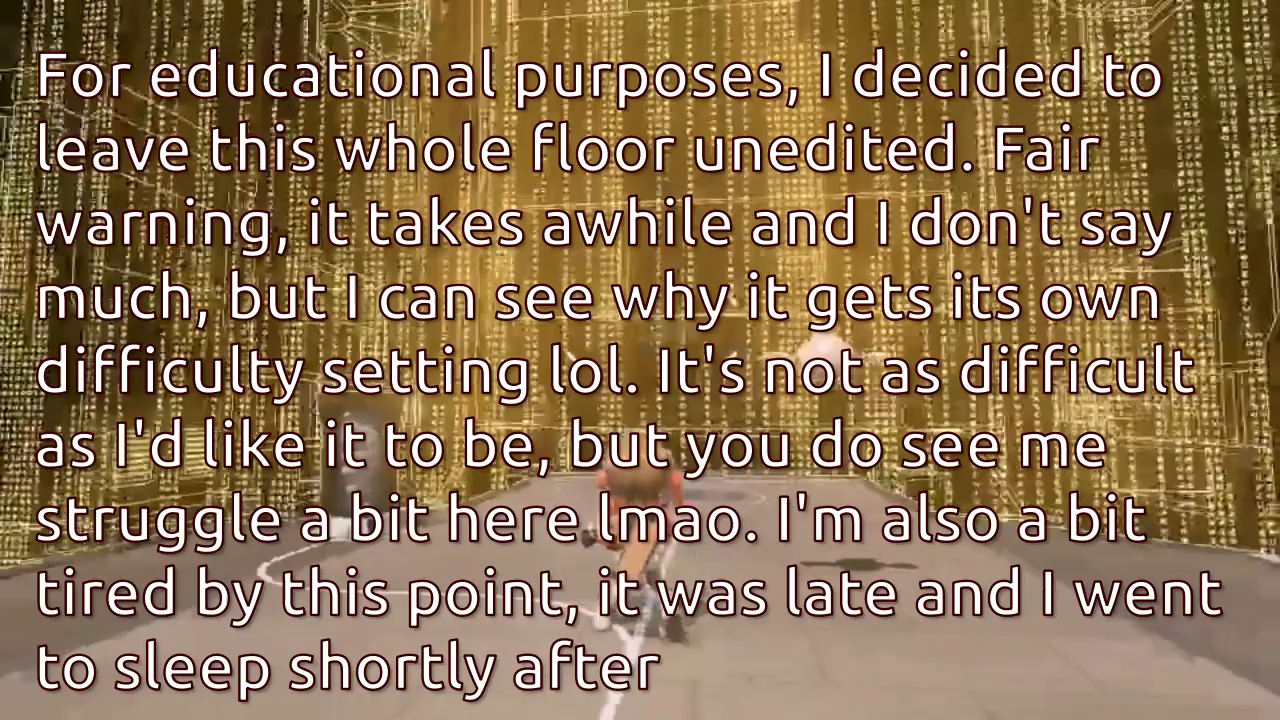 For educational purposes, I decided to
leave this whole floor unedited. Fair
warning, it takes awhile and I don't say
much, but I can see why it gets its own
difficulty setting lol. It's not as difficult
as I'd like it to be, but you do see me
struggle a bit here lmao. I'm also a bit
tired by this point, it was late and I went
to sleep shortly after